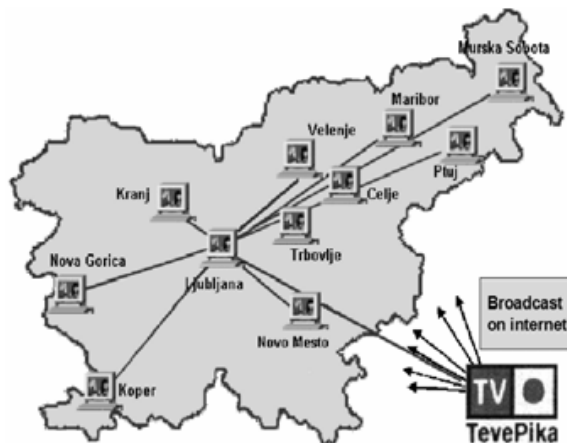 Murska Sobota
Maribor
Velenje
Ptuj
Kranj
Celje
Trbovlje
Nova Gorica
Ljubljana
Broadcast
on internet
Novo Mesto
Koper
TV
TevePika